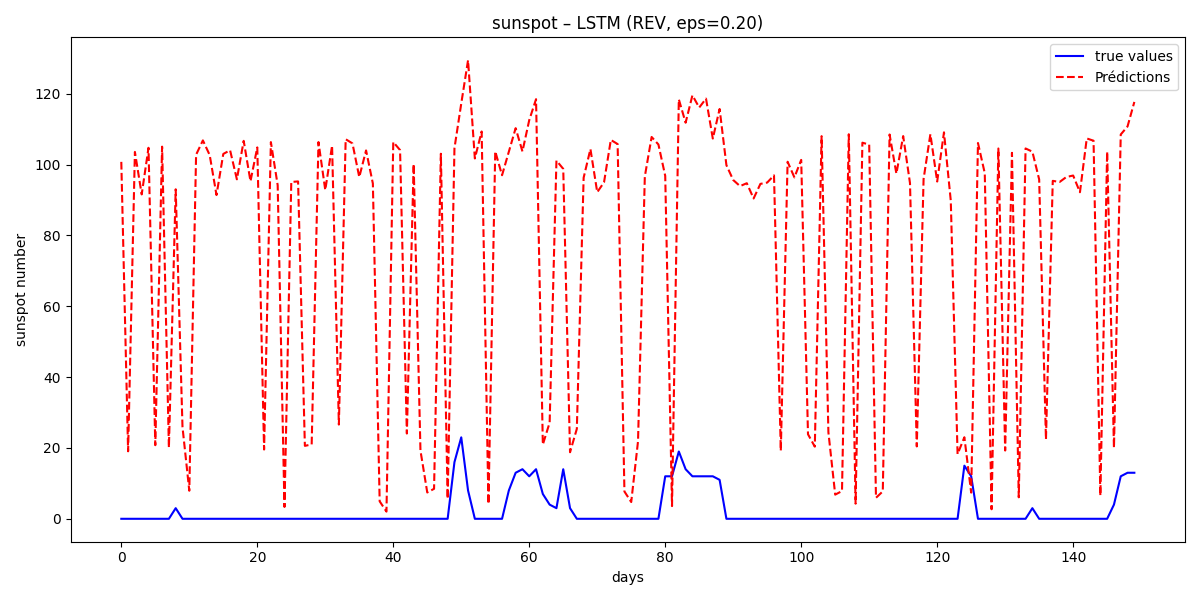 sunspot – LSTM (REV, eps=0.20)
true values
Prédictions
sunspot number
120
100
80
60
40
20
0
0 20 40 60 80 100 120 140
days